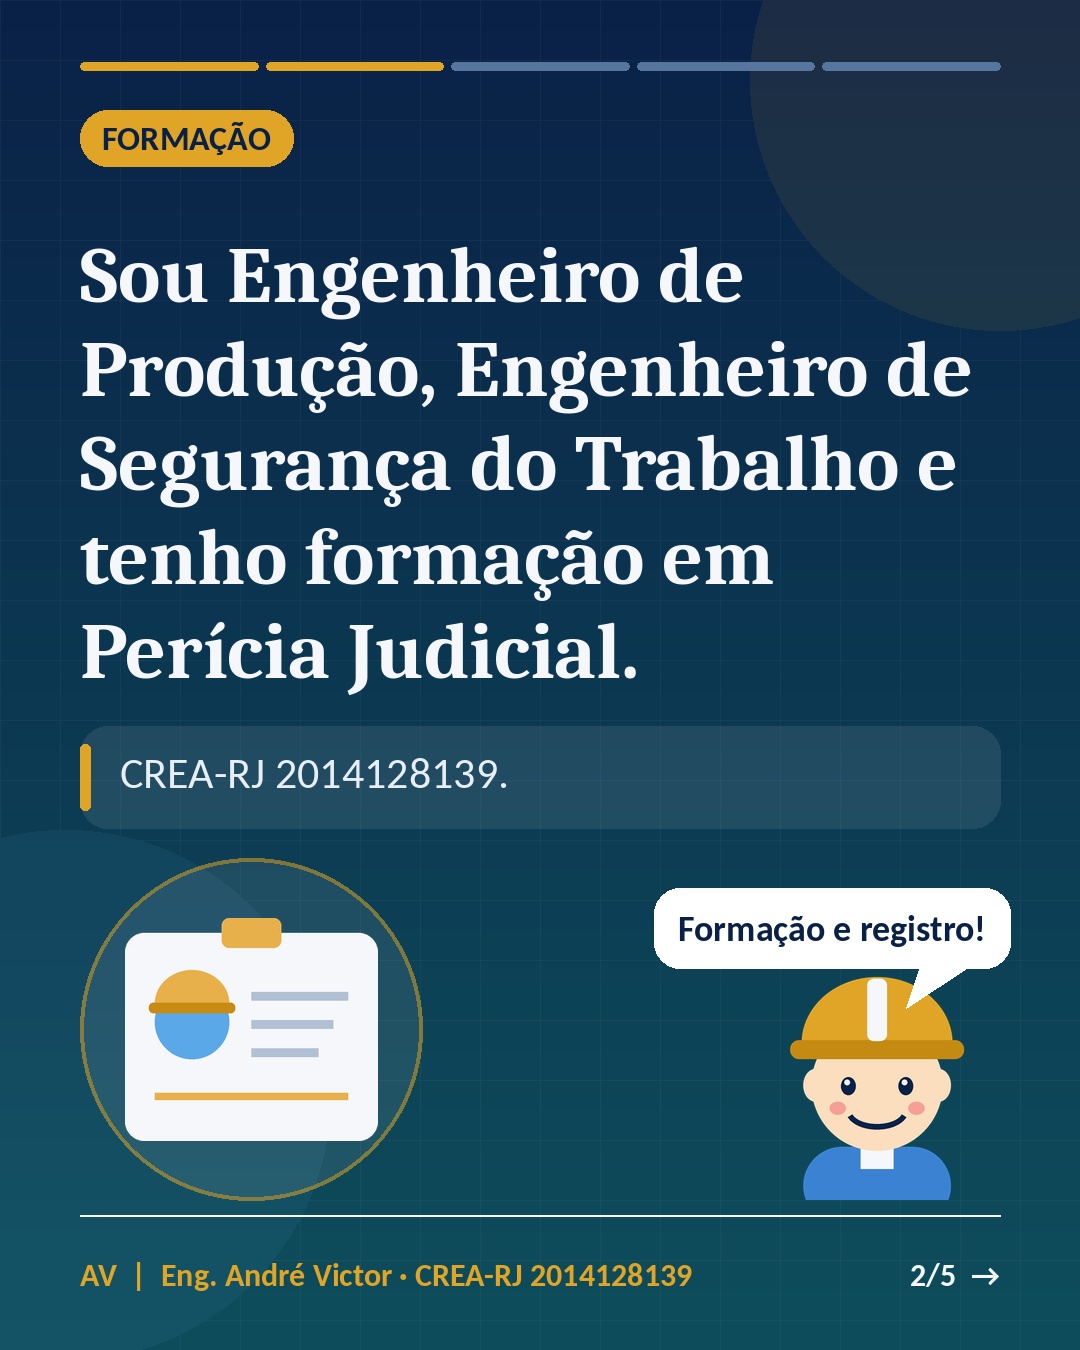 FORMAÇÃO
Sou Engenheiro de
Produção, Engenheiro de
Segurança do Trabalho e
tenho formação em
Perícia Judicial.
CREA-RJ 2014128139.
Formação e registro!
AV | Eng. André Victor · CREA-RJ 2014128139
2/5 →